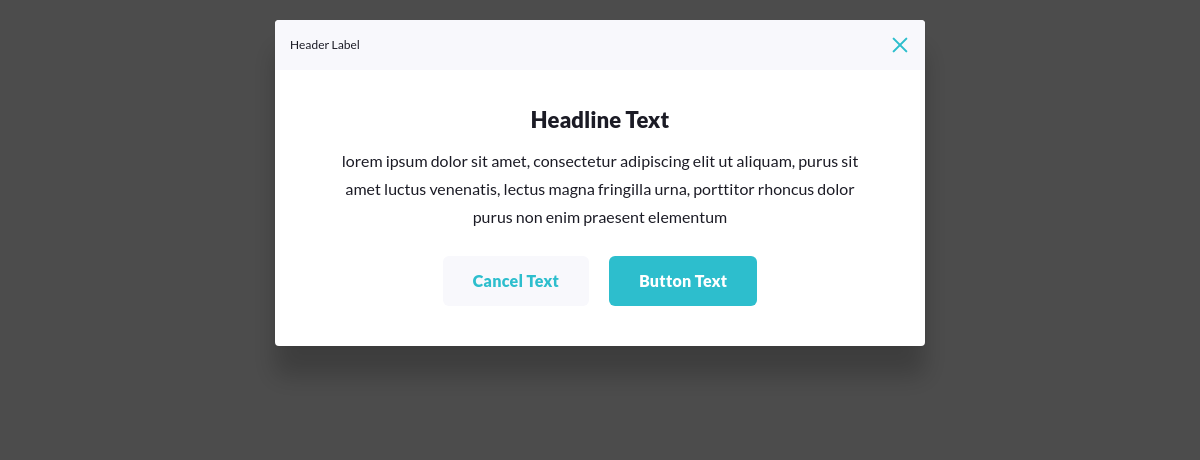 Header Label
Headline Text
lorem ipsum dolor sit amet, consectetur adipiscing elit ut aliquam, purus sit
amet luctus venenatis, lectus magna fringilla urna, porttitor rhoncus dolor
purus non enim praesent elementum
Cancel Text
Button Text